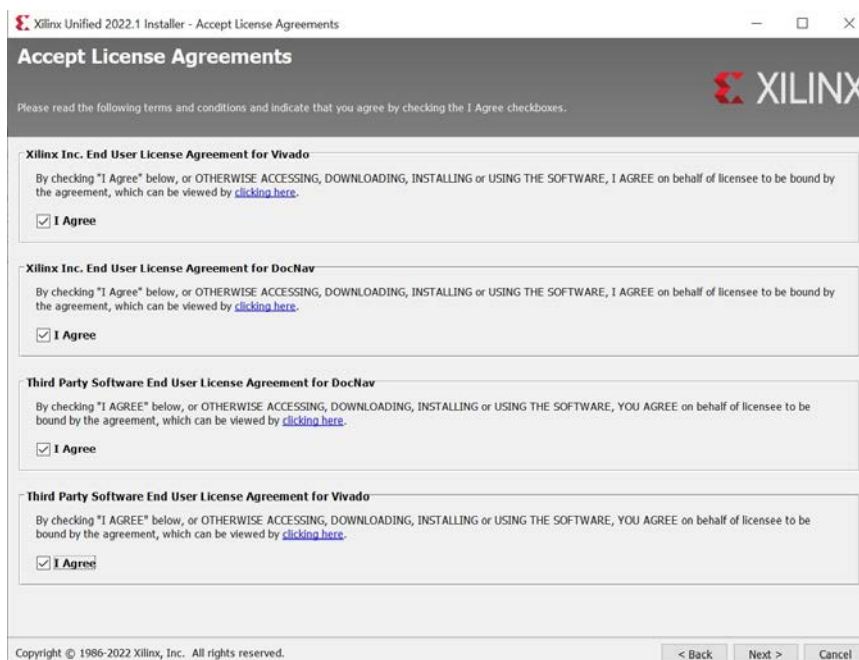 Xilinx Unified 2022.1 Installer - Accept License Agreements
Accept License Agreements
XILINX
Please read the following terms and conditions and indicate that you agree by checking the I Agree checkboxes.
Xilinx Inc. End User License Agreement for Vivado
By checking "I Agree" below, or OTHERWISE ACCESSING, DOWNLOADING, INSTALLING or USING THE SOFTWARE, I AGREE on behalf of licensee to be bound by
the agreement, which can be viewed by clicking here.
I Agree
Xilinx Inc. End User License Agreement for DocNav
By checking "I Agree" below, or OTHERWISE ACCESSING, DOWNLOADING, INSTALLING or USING THE SOFTWARE, I AGREE on behalf of licensee to be bound by
the agreement, which can be viewed by clicking here.
I Agree
Third Party Software End User License Agreement for DocNav
By checking "I AGREE" below, or OTHERWISE ACCESSING, DOWNLOADING, INSTALLING or USING THE SOFTWARE, YOU AGREE on behalf of licensee to be
bound by the agreement, which can be viewed by clicking here.
I Agree
Third Party Software End User License Agreement for Vivado
By checking "I AGREE" below, or OTHERWISE ACCESSING, DOWNLOADING, INSTALLING or USING THE SOFTWARE, YOU AGREE on behalf of licensee to be
bound by the agreement, which can be viewed by clicking here.
I Agree
Copyright © 1986-2022 Xilinx, Inc. All rights reserved.
< Back Next > Cancel